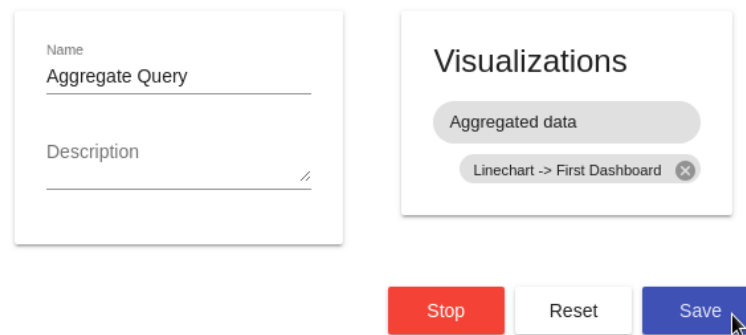 Name
Aggregate Query
Description
Visualizations
Aggregated data
Linechart -> First Dashboard
Stop
Reset
Save